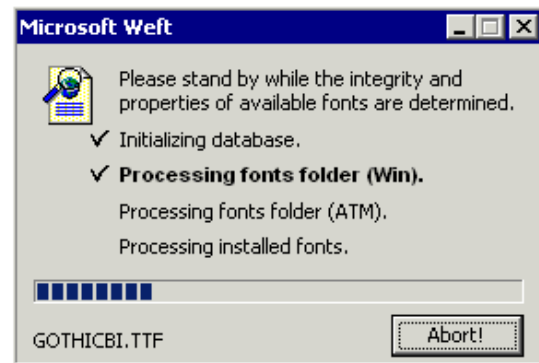 Microsoft Weft
Please stand by while the integrity and
properties of available fonts are determined.
Initializing database.
Processing fonts folder (Win).
Processing fonts folder (ATM).
Processing installed fonts.
GOTHICBI.TTF
Abort!